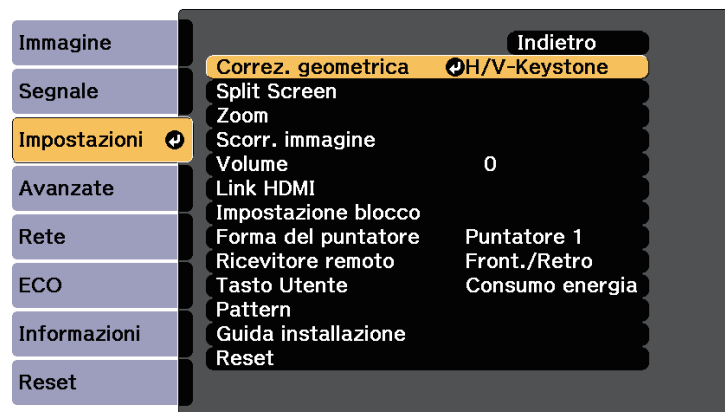 Immagine
Segnale
Impostazioni
Avanzate
Rete
ECO
Informazioni
Reset
Indietro
Correz. geometrica H/V-Keystone
Split Screen
Zoom
Scorr. immagine
Volume 0
Link HDMI
Impostazione blocco
Forma del puntatore Puntatore 1
Ricevitore remoto Front./Retro
Tasto Utente Consumo energia
Pattern
Guida installazione
Reset